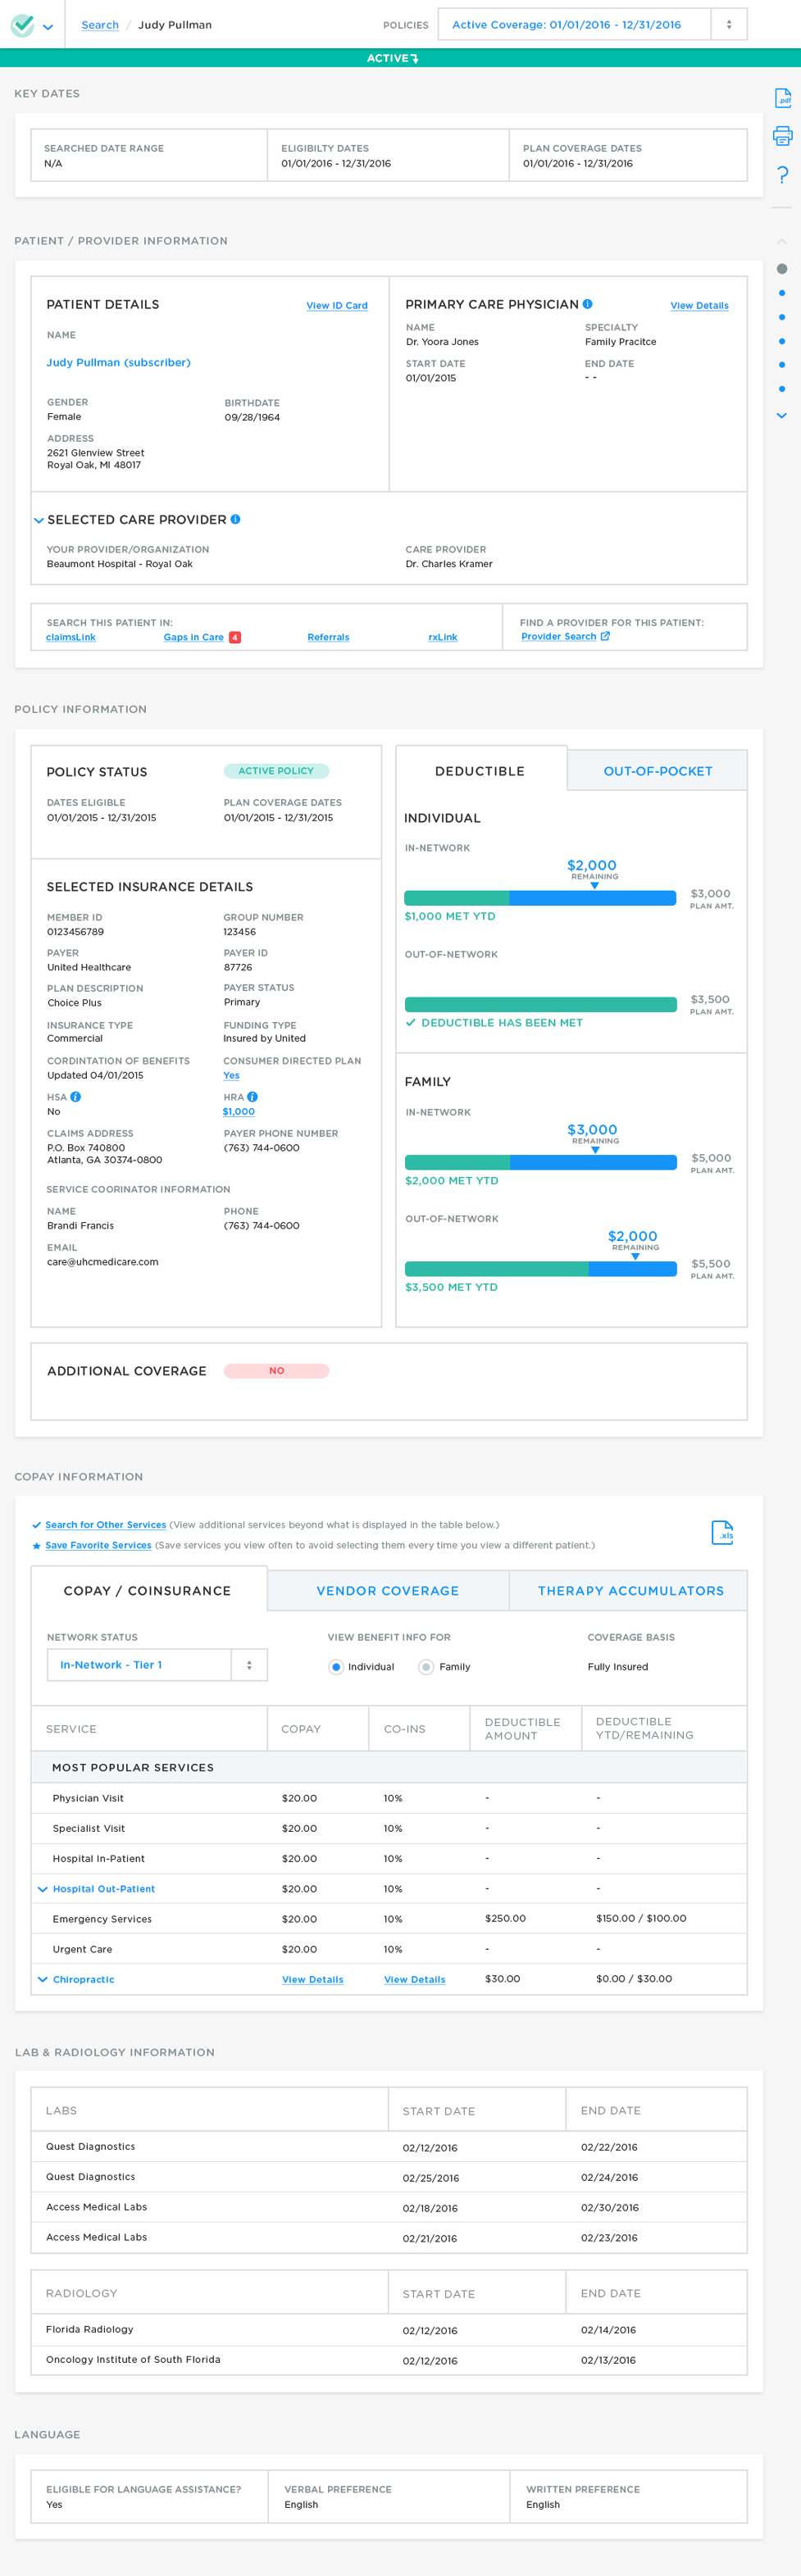 Search / Judy Pullman
POLICIES
Active Coverage: 01/01/2016 - 12/31/2016
ACTIVE
KEY DATES
.pdf
SEARCHED DATE RANGE
N/A
ELIGIBILTY DATES
01/01/2016 - 12/31/2016
PLAN COVERAGE DATES
01/01/2016 - 12/31/2016
?
PATIENT / PROVIDER INFORMATION
PATIENT DETAILS
View ID Card
NAME
Judy Pullman (subscriber)
GENDER
Female
BIRTHDATE
09/28/1964
ADDRESS
2621 Glenview Street
Royal Oak, MI 48017
PRIMARY CARE PHYSICIAN i
View Details
NAME
Dr. Yoora Jones
SPECIALTY
Family Pracitce
START DATE
01/01/2015
END DATE
- -
SELECTED CARE PROVIDER i
YOUR PROVIDER/ORGANIZATION
Beaumont Hospital - Royal Oak
CARE PROVIDER
Dr. Charles Kramer
SEARCH THIS PATIENT IN:
claimsLink
Gaps in Care 4
Referrals
rxLink
FIND A PROVIDER FOR THIS PATIENT:
Provider Search
POLICY INFORMATION
POLICY STATUS
ACTIVE POLICY
DATES ELIGIBLE
01/01/2015 - 12/31/2015
PLAN COVERAGE DATES
01/01/2015 - 12/31/2015
SELECTED INSURANCE DETAILS
MEMBER ID
0123456789
GROUP NUMBER
123456
PAYER
United Healthcare
PAYER ID
87726
PLAN DESCRIPTION
Choice Plus
PAYER STATUS
Primary
INSURANCE TYPE
Commercial
FUNDING TYPE
Insured by United
CORDINTATION OF BENEFITS
Updated 04/01/2015
CONSUMER DIRECTED PLAN
Yes
HSA i
No
HRA i
$1,000
CLAIMS ADDRESS
P.O. Box 740800
Atlanta, GA 30374-0800
PAYER PHONE NUMBER
(763) 744-0600
SERVICE COORINATOR INFORMATION
NAME
Brandi Francis
PHONE
(763) 744-0600
EMAIL
care@uhcmedicare.com
DEDUCTIBLE
OUT-OF-POCKET
INDIVIDUAL
IN-NETWORK
$2,000
REMAINING
$3,000
PLAN AMT.
$1,000 MET YTD
OUT-OF-NETWORK
$3,500
PLAN AMT.
DEDUCTIBLE HAS BEEN MET
FAMILY
IN-NETWORK
$3,000
REMAINING
$5,000
PLAN AMT.
$2,000 MET YTD
OUT-OF-NETWORK
$2,000
REMAINING
$5,500
PLAN AMT.
$3,500 MET YTD
ADDITIONAL COVERAGE
NO
COPAY INFORMATION
Search for Other Services (View additional services beyond what is displayed in the table below.)
Save Favorite Services (Save services you view often to avoid selecting them every time you view a different patient.)
.xls
COPAY / COINSURANCE
VENDOR COVERAGE
THERAPY ACCUMULATORS
NETWORK STATUS
In-Network - Tier 1
VIEW BENEFIT INFO FOR
Individual
Family
COVERAGE BASIS
Fully Insured
SERVICE
COPAY
CO-INS
DEDUCTIBLE
AMOUNT
DEDUCTIBLE
YTD/REMAINING
MOST POPULAR SERVICES
Physician Visit $20.00 10% - -
Specialist Visit $20.00 10% - -
Hospital In-Patient $20.00 10% - -
Hospital Out-Patient $20.00 10% - -
Emergency Services $20.00 10% $250.00 $150.00 / $100.00
Urgent Care $20.00 10% - -
Chiropractic View Details View Details $30.00 $0.00 / $30.00
LAB & RADIOLOGY INFORMATION
LABS START DATE END DATE
Quest Diagnostics 02/12/2016 02/22/2016
Quest Diagnostics 02/25/2016 02/24/2016
Access Medical Labs 02/18/2016 02/30/2016
Access Medical Labs 02/21/2016 02/23/2016
RADIOLOGY START DATE END DATE
Florida Radiology 02/12/2016 02/14/2016
Oncology Institute of South Florida 02/12/2016 02/13/2016
LANGUAGE
ELIGIBLE FOR LANGUAGE ASSISTANCE?
Yes
VERBAL PREFERENCE
English
WRITTEN PREFERENCE
English